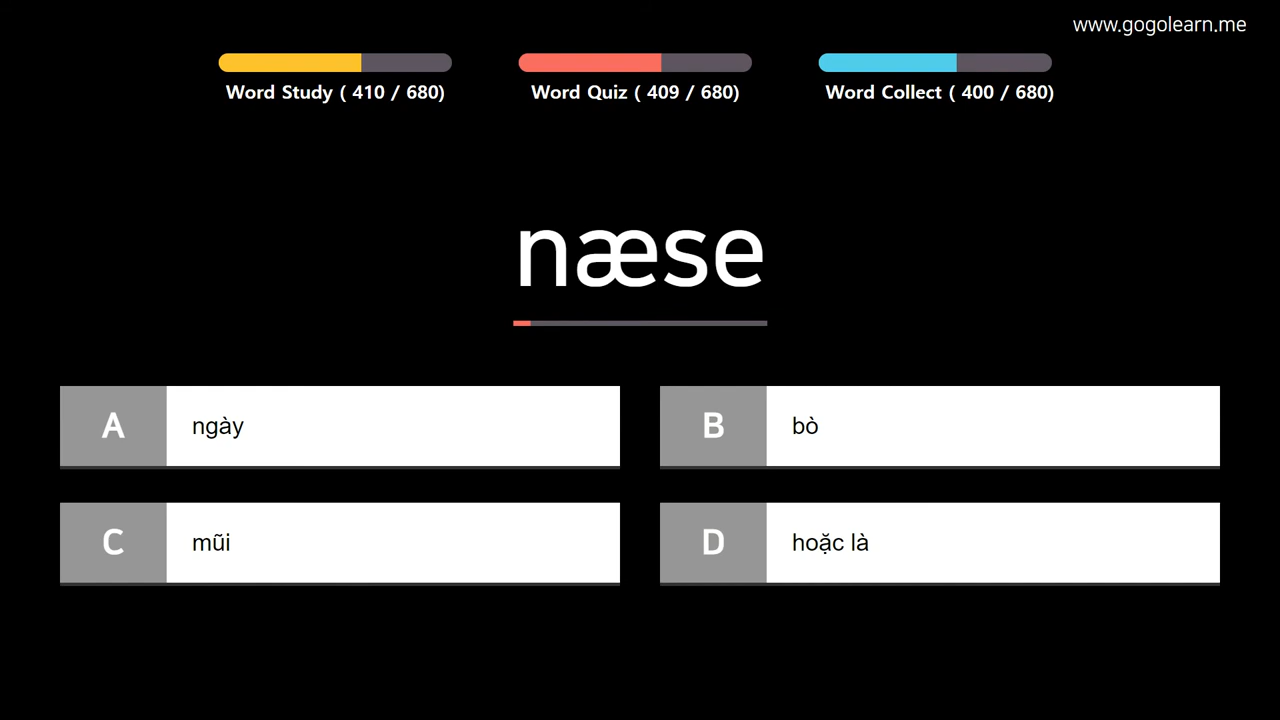 www.gogolearn.me
Word Study ( 410 / 680)
Word Quiz ( 409 / 680)
Word Collect ( 400 / 680)
næse
A ngày
B bò
C mũi
D hoặc là